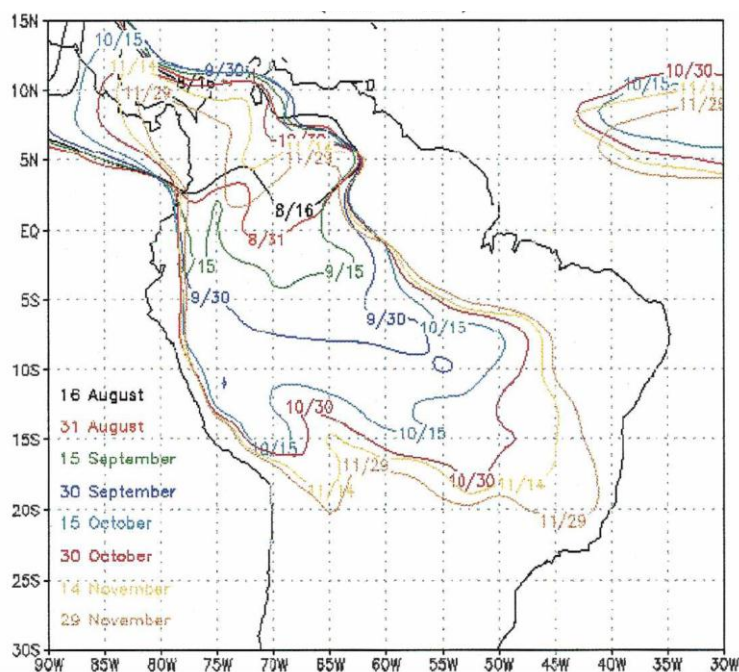 15N
10/15
11/14
9/30
8/16
10/30
10/15
11/14
11/29
10N
11/29
10/30
11/14
11/29
5N
8/16
EQ
8/31
15
9/15
5S
9/30
9/30
10/15
10S
16 August
10/30
31 August
10/15
10/15
15S
15 September
11/29
10/30
11/14
11/14
30 September
20S
11/29
15 October
30 October
25S
14 November
29 November
30S
90W 85W 80W 75W 70W 65W 60W 55W 50W 45W 40W 35W 30W